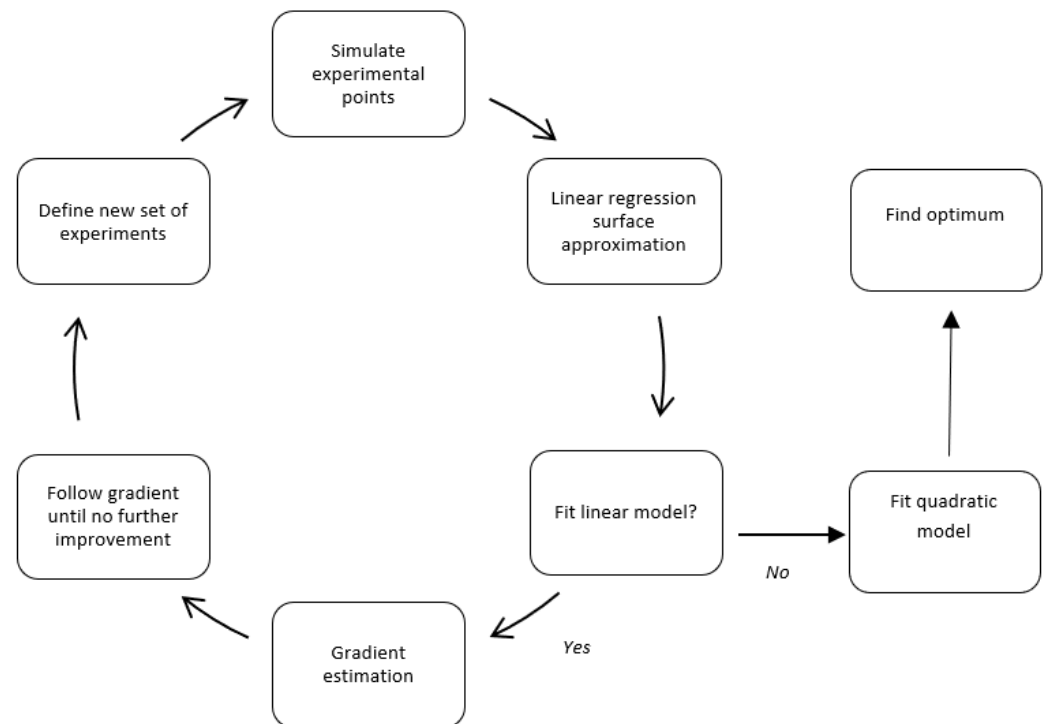 Simulate
experimental
points
Define new set of
experiments
Linear regression
surface
approximation
Find optimum
Follow gradient
until no further
improvement
Fit linear model?
Fit quadratic
model
No
Yes
Gradient
estimation